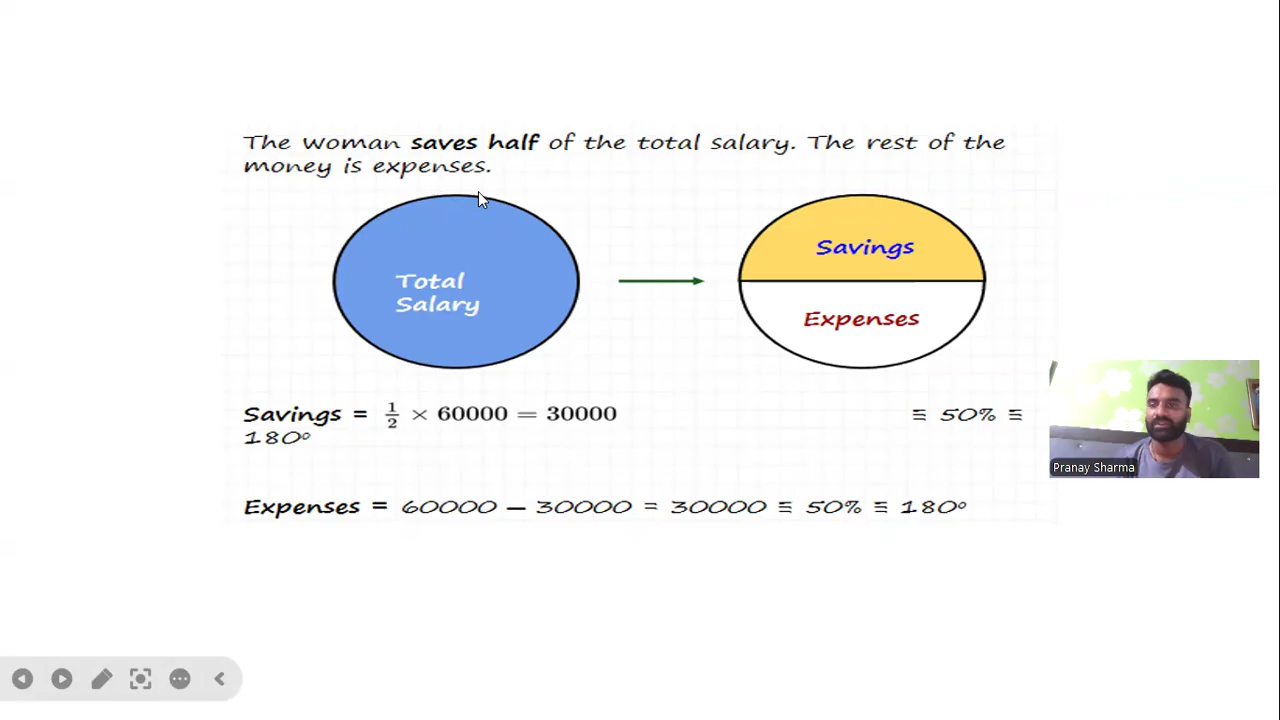 The woman saves half of the total salary. The rest of the
money is expenses.
Total
Salary
Savings
Expenses
Savings = 1/2 × 60000 = 30000 ≡ 50% ≡
180°
Expenses = 60000 – 30000 = 30000 ≡ 50% ≡ 180°
Pranay Sharma